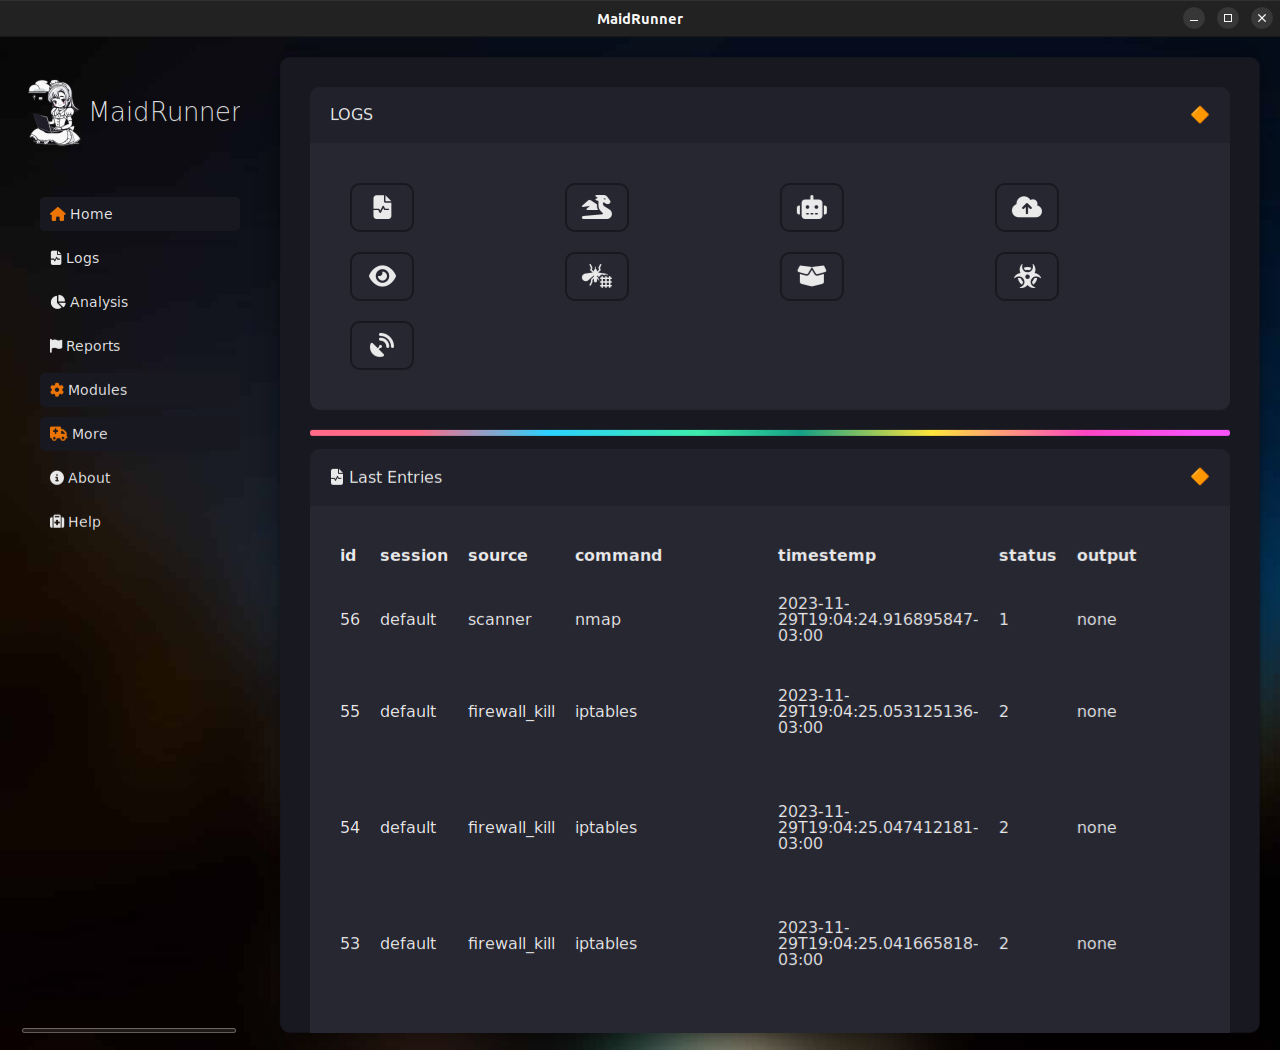 MaidRunner
MaidRunner
Home
Logs
Analysis
Reports
Modules
More
About
Help
LOGS
Last Entries
id session source command timestemp status output
56 default scanner nmap 2023-11-29T19:04:24.916895847-03:00 1 none
55 default firewall_kill iptables 2023-11-29T19:04:25.053125136-03:00 2 none
54 default firewall_kill iptables 2023-11-29T19:04:25.047412181-03:00 2 none
53 default firewall_kill iptables 2023-11-29T19:04:25.041665818-03:00 2 none